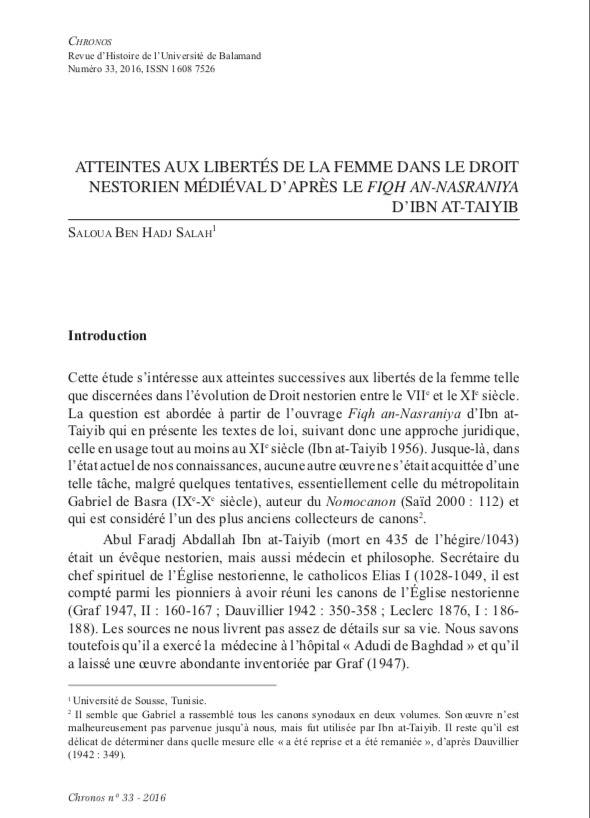 CHRONOS
Revue d'Histoire de l'Université de Balamand
Numéro 33, 2016, ISSN 1608 7526
ATTEINTES AUX LIBERTÉS DE LA FEMME DANS LE DROIT
NESTORIEN MÉDIÉVAL D'APRÈS LE FIQH AN-NASRANIYA
D'IBN AT-TAIYIB
SALOUA BEN HADJ SALAH¹
Introduction
Cette étude s'intéresse aux atteintes successives aux libertés de la femme telle
que discernées dans l'évolution de Droit nestorien entre le VIIᵉ et le XIᵉ siècle.
La question est abordée à partir de l'ouvrage Fiqh an-Nasraniya d'Ibn at-
Taiyib qui en présente les textes de loi, suivant donc une approche juridique,
celle en usage tout au moins au XIᵉ siècle (Ibn at-Taiyib 1956). Jusque-là, dans
l'état actuel de nos connaissances, aucune autre œuvre ne s'était acquittée d'une
telle tâche, malgré quelques tentatives, essentiellement celle du métropolitain
Gabriel de Basra (IXᵉ-Xᵉ siècle), auteur du Nomocanon (Saïd 2000 : 112) et
qui est considéré l'un des plus anciens collecteurs de canons².
Abul Faradj Abdallah Ibn at-Taiyib (mort en 435 de l'hégire/1043)
était un évêque nestorien, mais aussi médecin et philosophe. Secrétaire du
chef spirituel de l'Église nestorienne, le catholicos Elias I (1028-1049, il est
compté parmi les pionniers à avoir réuni les canons de l'Église nestorienne
(Graf 1947, II : 160-167 ; Dauvillier 1942 : 350-358 ; Leclerc 1876, I : 186-
188). Les sources ne nous livrent pas assez de détails sur sa vie. Nous savons
toutefois qu'il a exercé la médecine à l'hôpital « Adudi de Baghdad » et qu'il
a laissé une œuvre abondante inventoriée par Graf (1947).
¹ Université de Sousse, Tunisie.
² Il semble que Gabriel a rassemblé tous les canons synodaux en deux volumes. Son œuvre n'est
malheureusement pas parvenue jusqu'à nous, mais fut utilisée par Ibn at-Taiyib. Il reste qu'il est
délicat de déterminer dans quelle mesure elle « a été reprise et a été remaniée », d'après Dauvillier
(1942 : 349).
Chronos nº 33 - 2016